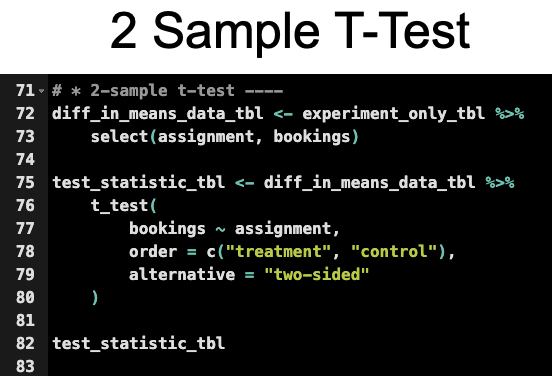 2 Sample T-Test
71 # * 2-sample t-test ----
72 diff_in_means_data_tbl <- experiment_only_tbl %>%
73     select(assignment, bookings)
74
75 test_statistic_tbl <- diff_in_means_data_tbl %>%
76     t_test(
77         bookings ~ assignment,
78         order = c("treatment", "control"),
79         alternative = "two-sided"
80     )
81
82 test_statistic_tbl
83